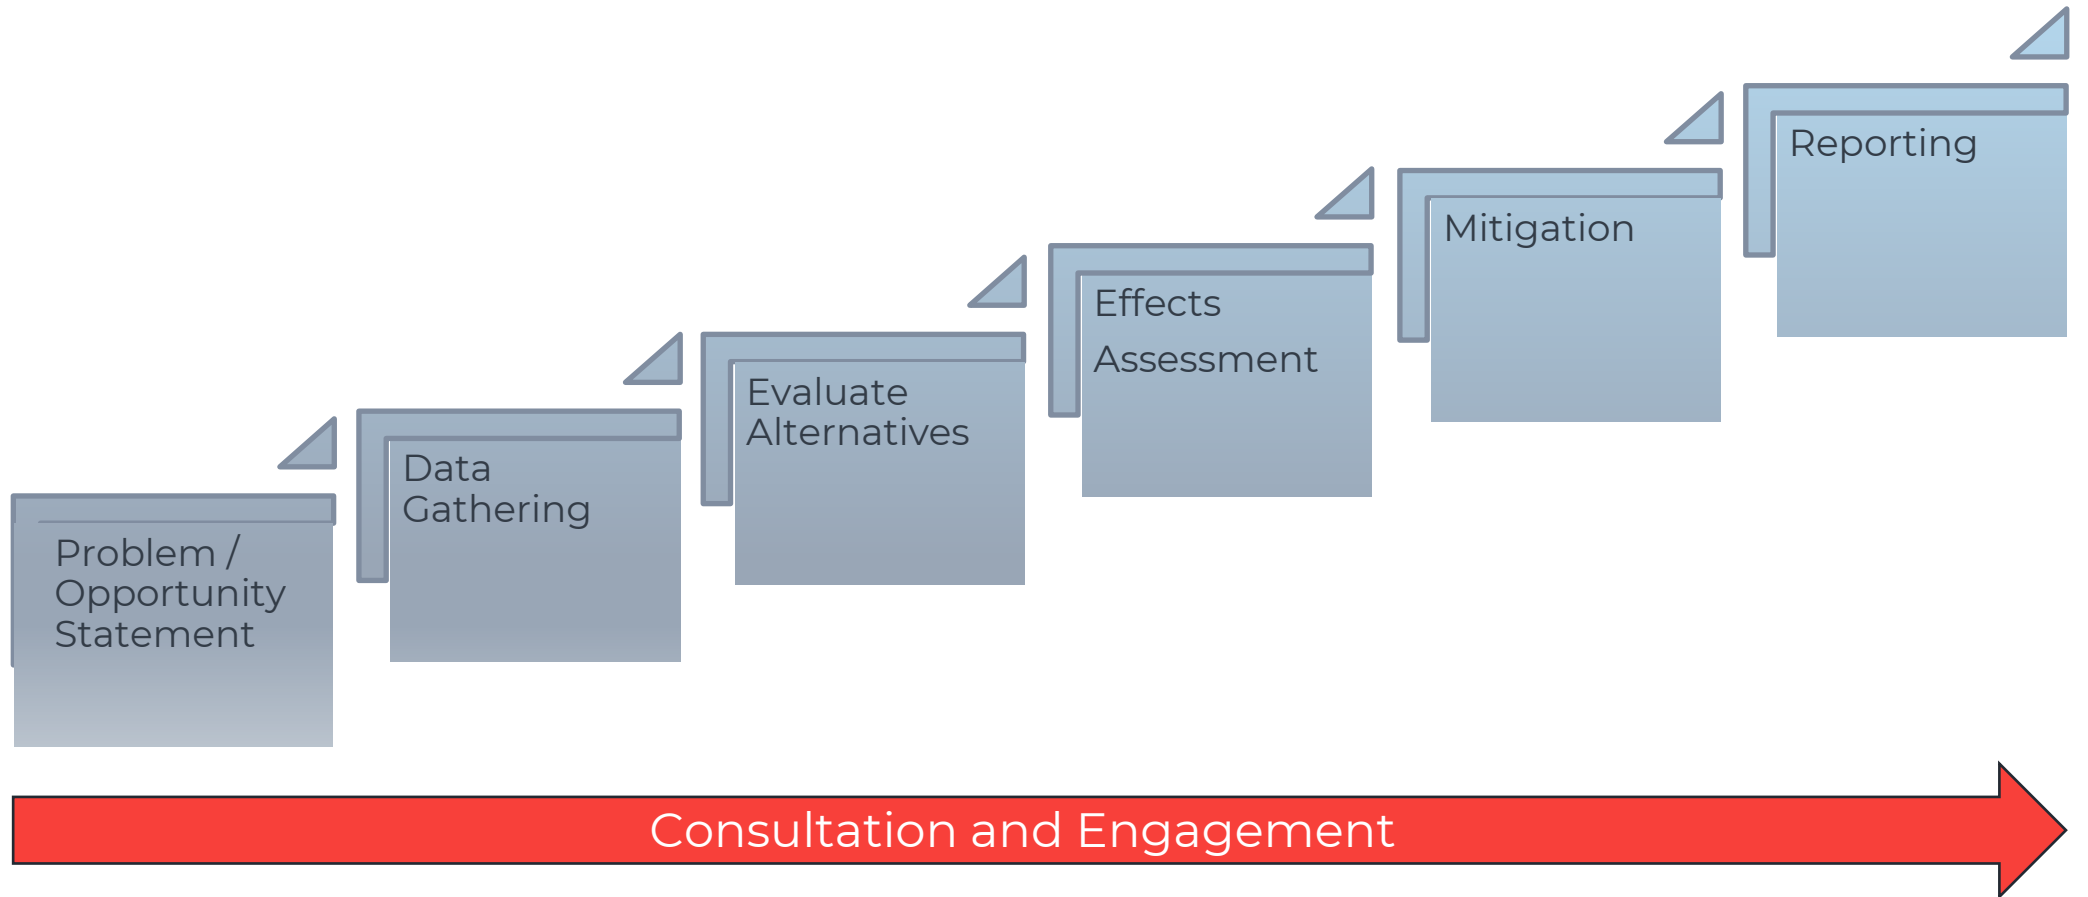 Problem /
Opportunity
Statement
Data
Gathering
Evaluate
Alternatives
Effects
Assessment
Mitigation
Reporting
Consultation and Engagement